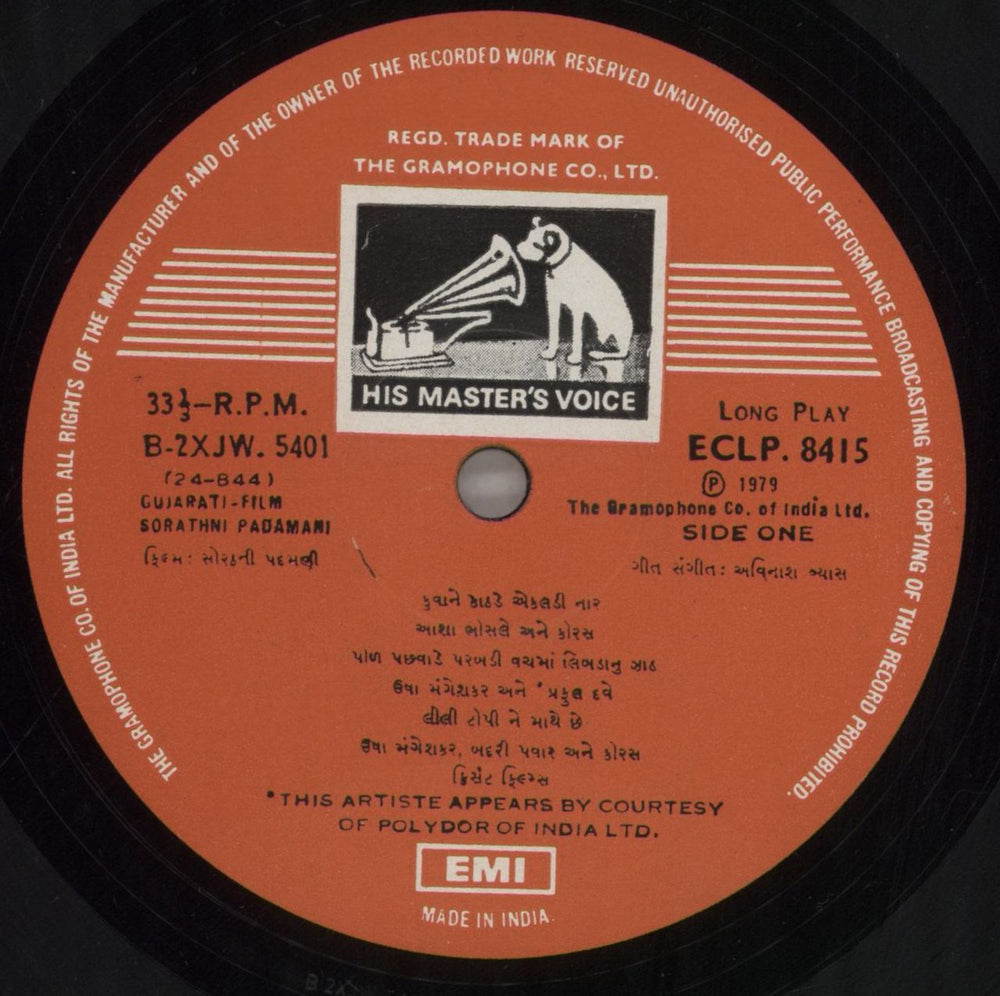 THE GRAMOPHONE CO. OF INDIA LTD. ALL RIGHTS OF THE MANUFACTURER AND OF THE OWNER OF THE RECORDED WORK RESERVED UNAUTHORISED PUBLIC PERFORMANCE BROADCASTING AND COPYING OF THIS RECORD PROHIBITED.
REGD. TRADE MARK OF
THE GRAMOPHONE CO., LTD.
HIS MASTER'S VOICE
33⅓–R.P.M.
B-2XJW. 5401
(24-844)
GUJARATI-FILM
SORATHNI PADAMANI
ફિલ્મ: સોરઠની પદમણી
LONG PLAY
ECLP. 8415
Ⓟ 1979
The Gramophone Co. of India Ltd.
SIDE ONE
ગીત સંગીત: અવિનાશ વ્યાસ
કુવાને કાઠડે એકલડી નાર
આશા ભોસલે અને કોરસ
પાળ પછવાડે પરબડી વચમાં લિબડાનુ ઝાઠ
ઉષા મંગેશકર અને *પ્રફુલ દવે
લીલી ટોપી ને માથે છે
ઉષા મંગેશકર, બદરી પવાર અને કોરસ
ક્રિસેંટ ફિલ્મ્સ
*THIS ARTISTE APPEARS BY COURTESY
OF POLYDOR OF INDIA LTD.
EMI
MADE IN INDIA.